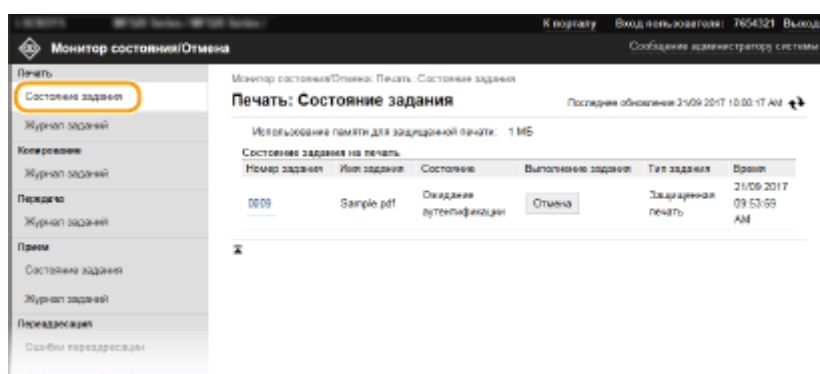 К порталу Вход пользователя: 7654321 Выход
Монитор состояния/Отмена
Сообщение администратору системы
Печать
Состояние задания
Журнал заданий
Копирование
Журнал заданий
Передача
Журнал заданий
Прием
Состояние задания
Журнал заданий
Переадресация
Ошибки переадресации
Монитор состояния/Отмена: Печать: Состояние задания
Печать: Состояние задания
Последнее обновление 21/09 2017 10:00:17 AM
Использование памяти для защищенной печати: 1 МБ
Состояние задания на печать
Номер задания Имя задания Состояние Выполнение задания Тип задания Время
0009 Sample.pdf Ожидание аутентификации Отмена Защищенная печать 21/09 2017 09:53:59 AM